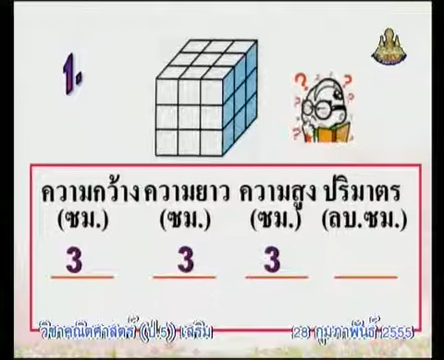 1.
ความกว้าง ความยาว ความสูง ปริมาตร
(ซม.) (ซม.) (ซม.) (ลบ.ซม.)
3 3 3
วิชาคณิตศาสตร์ (ป.5) เสริม 28 กุมภาพันธ์ 2555